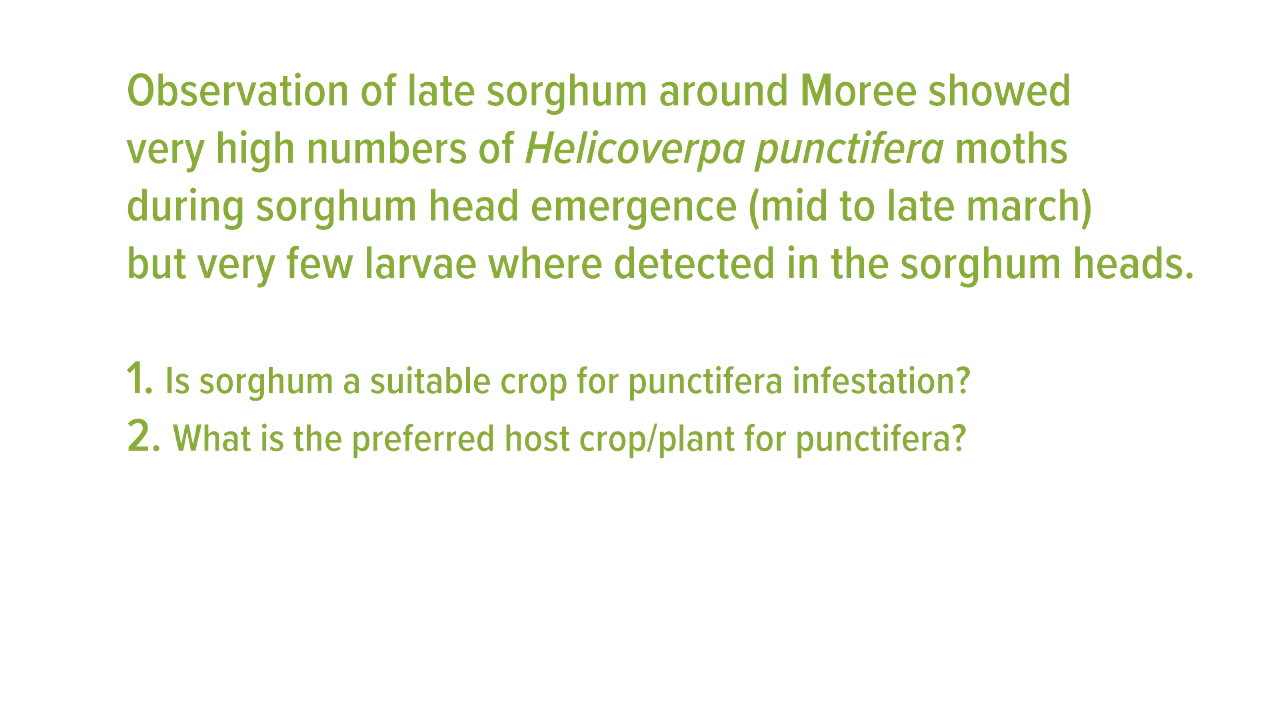 Observation of late sorghum around Moree showed
very high numbers of Helicoverpa punctifera moths
during sorghum head emergence (mid to late march)
but very few larvae where detected in the sorghum heads.
1. Is sorghum a suitable crop for punctifera infestation?
2. What is the preferred host crop/plant for punctifera?